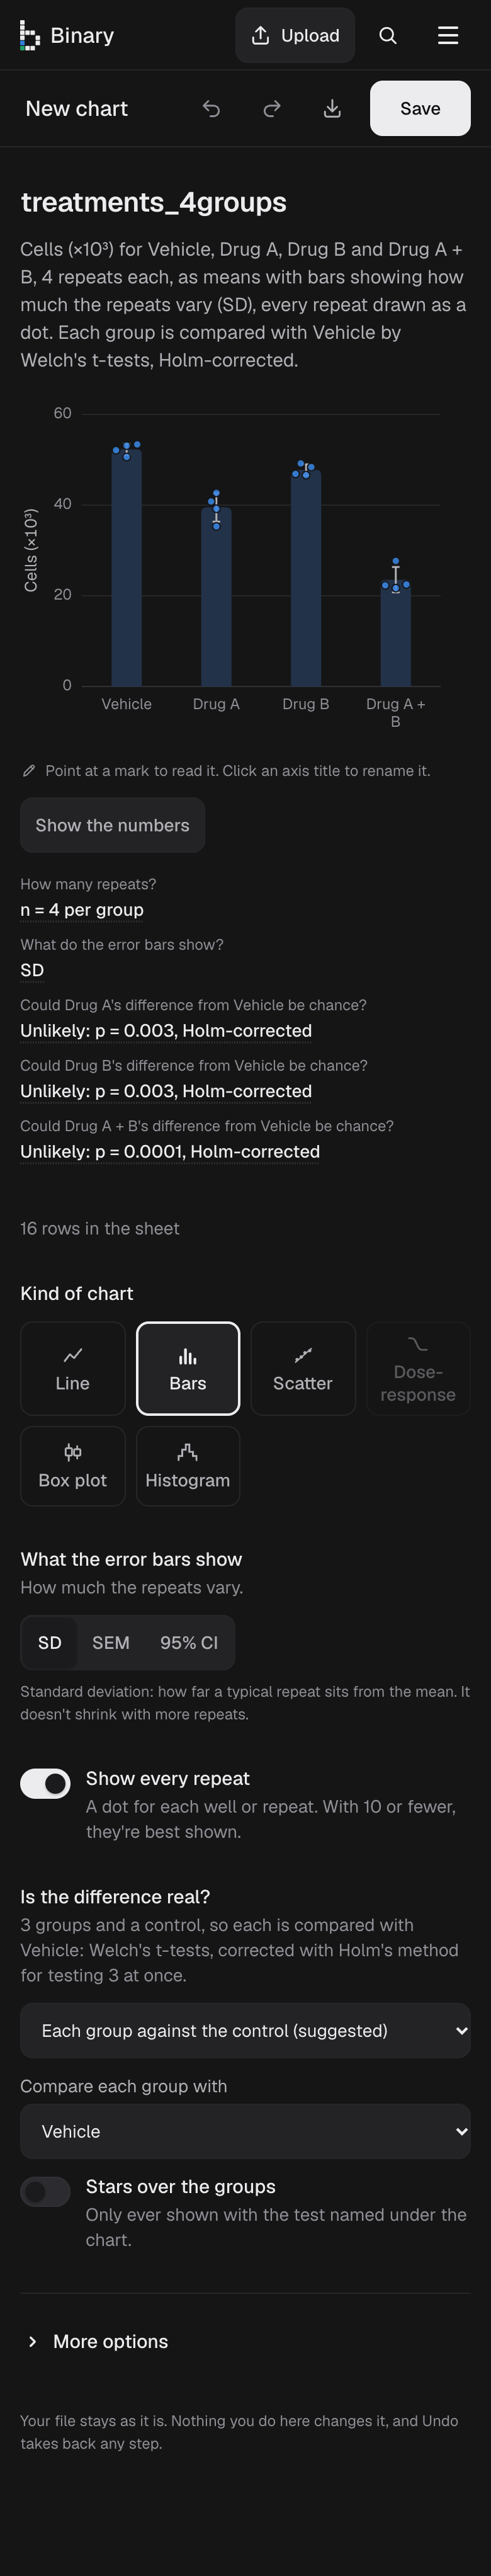 Binary
Upload
New chart
Save
treatments_4groups
Cells (×10³) for Vehicle, Drug A, Drug B and Drug A +
B, 4 repeats each, as means with bars showing how
much the repeats vary (SD), every repeat drawn as a
dot. Each group is compared with Vehicle by
Welch's t-tests, Holm-corrected.
60
40
20
0
Cells (×10³)
Vehicle
Drug A
Drug B
Drug A +
B
Point at a mark to read it. Click an axis title to rename it.
Show the numbers
How many repeats?
n = 4 per group
What do the error bars show?
SD
Could Drug A's difference from Vehicle be chance?
Unlikely: p = 0.003, Holm-corrected
Could Drug B's difference from Vehicle be chance?
Unlikely: p = 0.003, Holm-corrected
Could Drug A + B's difference from Vehicle be chance?
Unlikely: p = 0.0001, Holm-corrected
16 rows in the sheet
Kind of chart
Line
Bars
Scatter
Dose-
response
Box plot
Histogram
What the error bars show
How much the repeats vary.
SD
SEM
95% CI
Standard deviation: how far a typical repeat sits from the mean. It
doesn't shrink with more repeats.
Show every repeat
A dot for each well or repeat. With 10 or fewer,
they're best shown.
Is the difference real?
3 groups and a control, so each is compared with
Vehicle: Welch's t-tests, corrected with Holm's method
for testing 3 at once.
Each group against the control (suggested)
Compare each group with
Vehicle
Stars over the groups
Only ever shown with the test named under the
chart.
More options
Your file stays as it is. Nothing you do here changes it, and Undo
takes back any step.